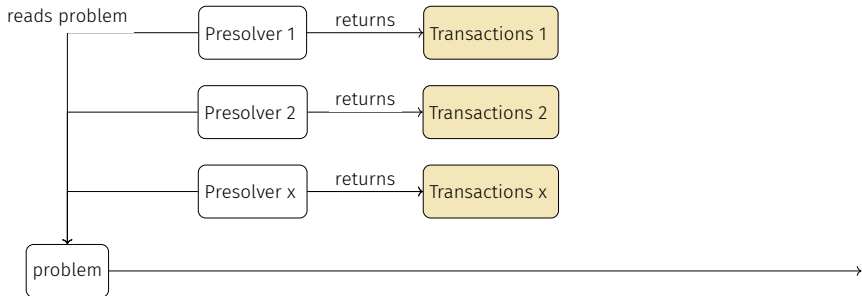 reads problem
Presolver 1
returns
Transactions 1
Presolver 2
returns
Transactions 2
Presolver x
returns
Transactions x
problem